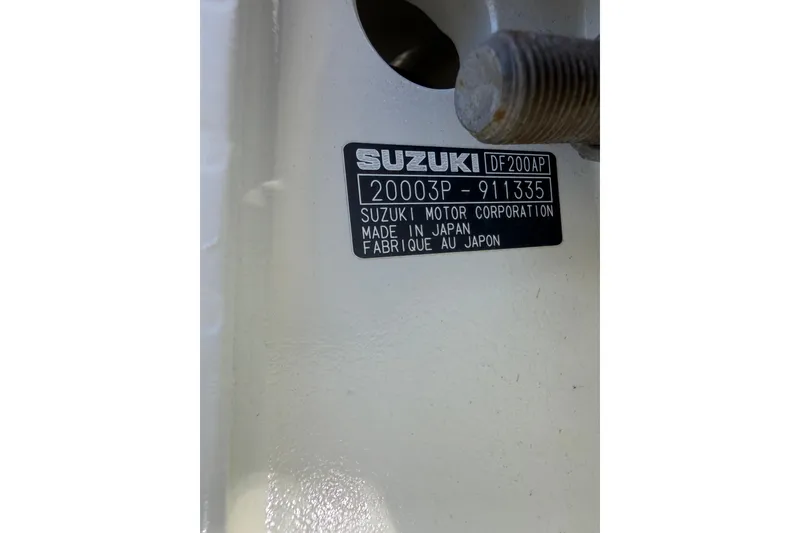 SUZUKI DF200AP
20003P-911335
SUZUKI MOTOR CORPORATION
MADE IN JAPAN
FABRIQUE AU JAPON